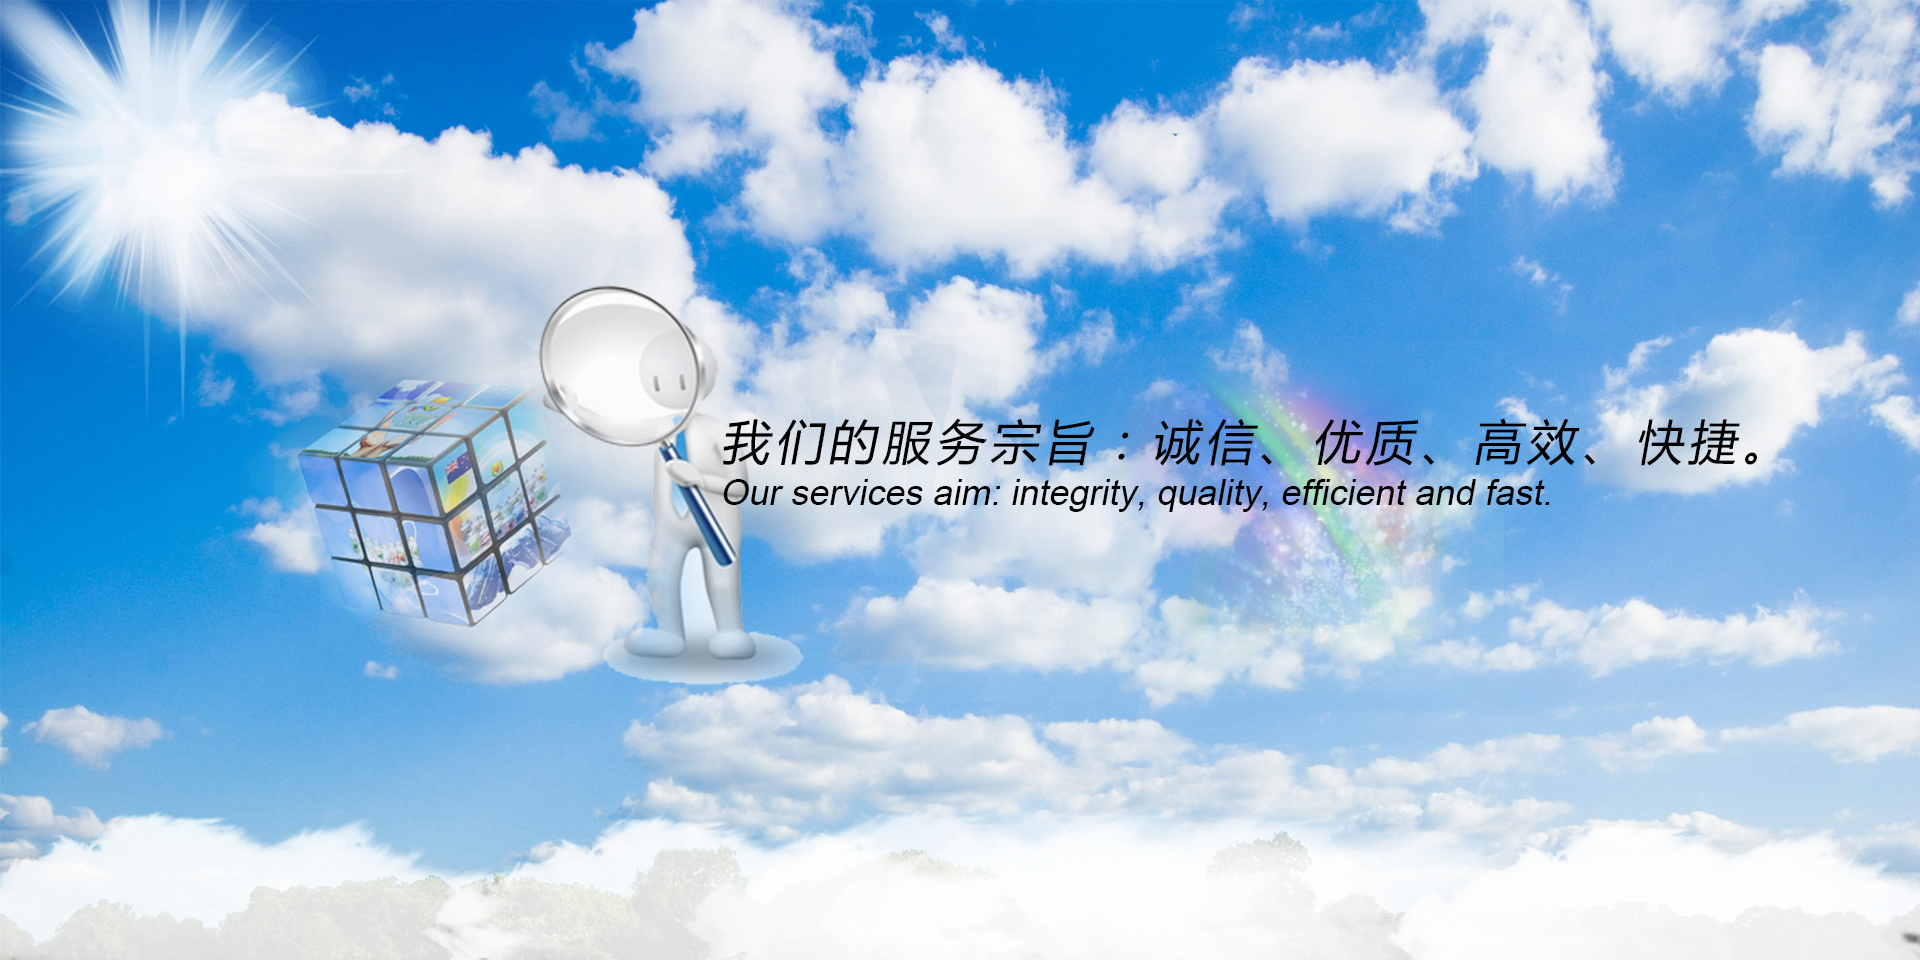 我们的服务宗旨：诚信、优质、高效、快捷。
Our services aim: integrity, quality, efficient and fast.